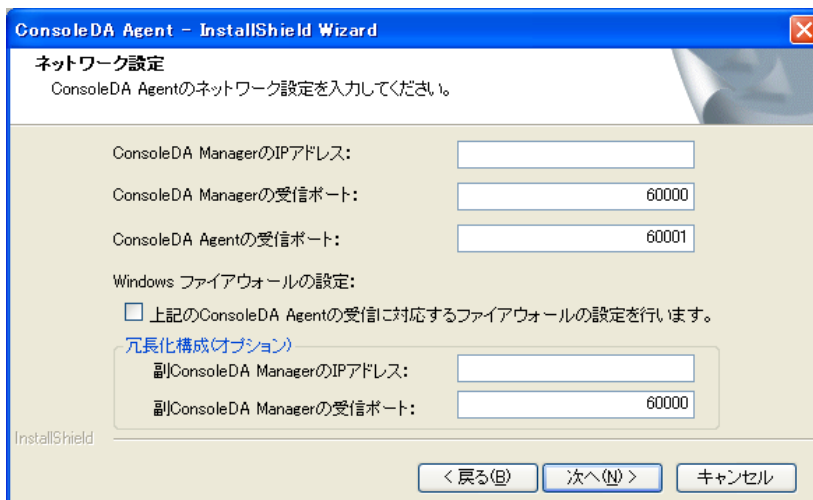 ConsoleDA Agent - InstallShield Wizard
ネットワーク設定
ConsoleDA Agentのネットワーク設定を入力してください。
ConsoleDA ManagerのIPアドレス:
ConsoleDA Managerの受信ポート: 60000
ConsoleDA Agentの受信ポート: 60001
Windows ファイアウォールの設定:
上記のConsoleDA Agentの受信に対応するファイアウォールの設定を行います。
冗長化構成(オプション)
副ConsoleDA ManagerのIPアドレス:
副ConsoleDA Managerの受信ポート: 60000
InstallShield
< 戻る(B) 次へ(N) > キャンセル